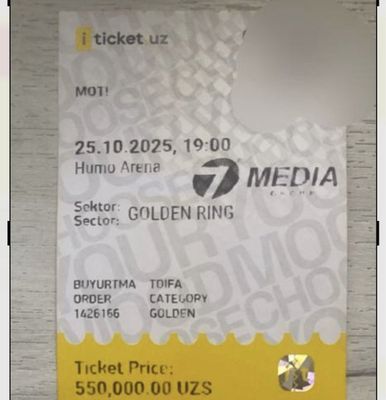 iticket.uz
MOT!
25.10.2025, 19:00
Humo Arena
7 MEDIA
GROUP
Sektor:
Sector: GOLDEN RING
BUYURTMA TOIFA
ORDER CATEGORY
1426166 GOLDEN
Ticket Price:
550,000.00 UZS